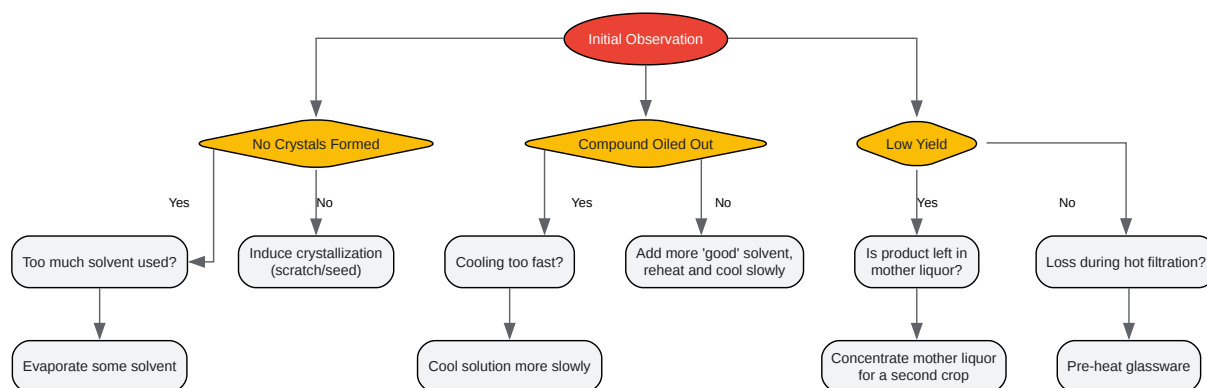 Initial Observation
No Crystals Formed
Compound Oiled Out
Low Yield
Yes
No
Yes
No
Yes
No
Too much solvent used?
Induce crystallization
(scratch/seed)
Cooling too fast?
Add more 'good' solvent,
reheat and cool slowly
Is product left in
mother liquor?
Loss during hot filtration?
Evaporate some solvent
Cool solution more slowly
Concentrate mother liquor
for a second crop
Pre-heat glassware